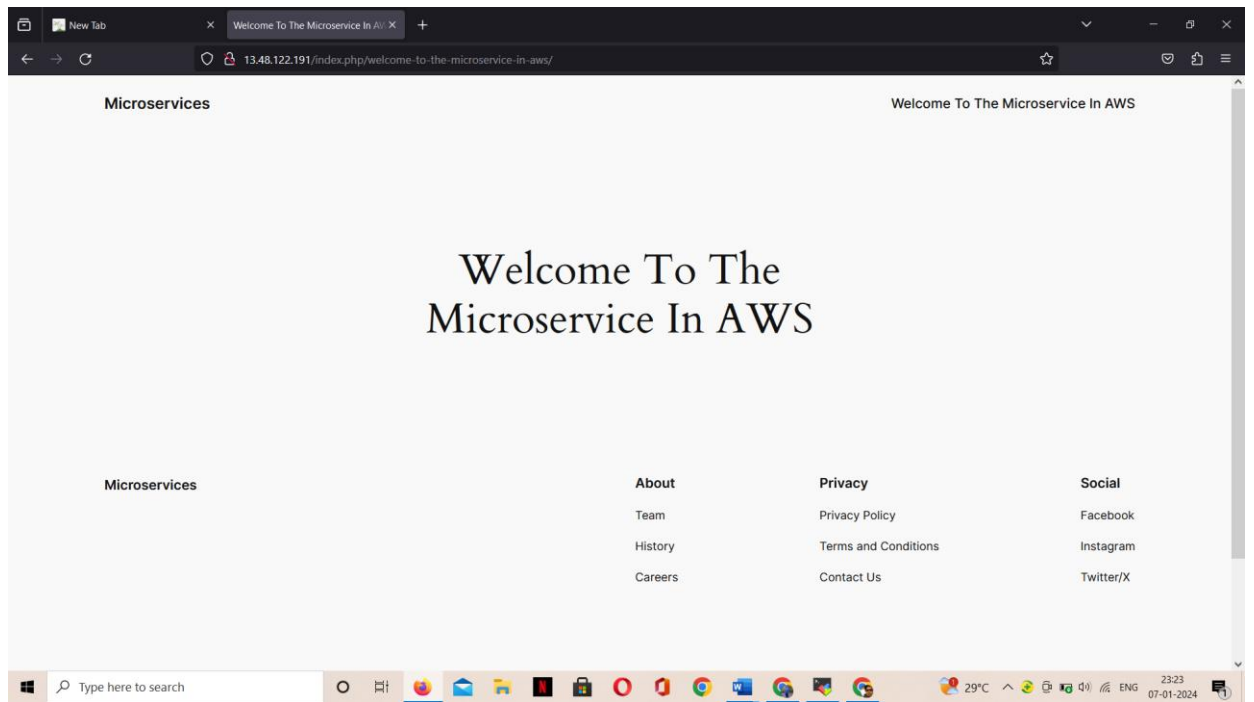 New Tab
Welcome To The Microservice In AW
13.48.122.191/index.php/welcome-to-the-microservice-in-aws/
Microservices
Welcome To The Microservice In AWS
Welcome To The
Microservice In AWS
Microservices
About
Privacy
Social
Team
Privacy Policy
Facebook
History
Terms and Conditions
Instagram
Careers
Contact Us
Twitter/X
Type here to search
29°C
ENG
23:23
07-01-2024